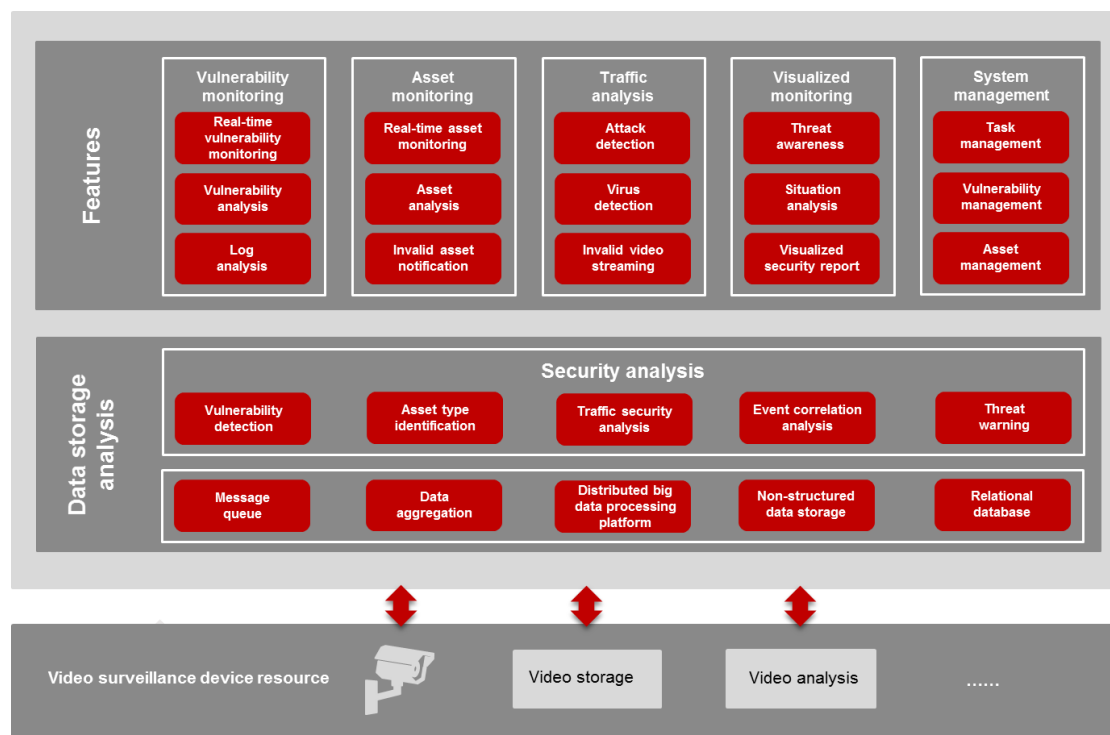 Features
Vulnerability
monitoring
Real-time
vulnerability
monitoring
Vulnerability
analysis
Log
analysis
Asset
monitoring
Real-time asset
monitoring
Asset
analysis
Invalid asset
notification
Traffic
analysis
Attack
detection
Virus
detection
Invalid video
streaming
Visualized
monitoring
Threat
awareness
Situation
analysis
Visualized
security report
System
management
Task
management
Vulnerability
management
Asset
management
Data storage
analysis
Security analysis
Vulnerability
detection
Asset type
identification
Traffic security
analysis
Event correlation
analysis
Threat
warning
Message
queue
Data
aggregation
Distributed big
data processing
platform
Non-structured
data storage
Relational
database
Video surveillance device resource
Video storage
Video analysis
......